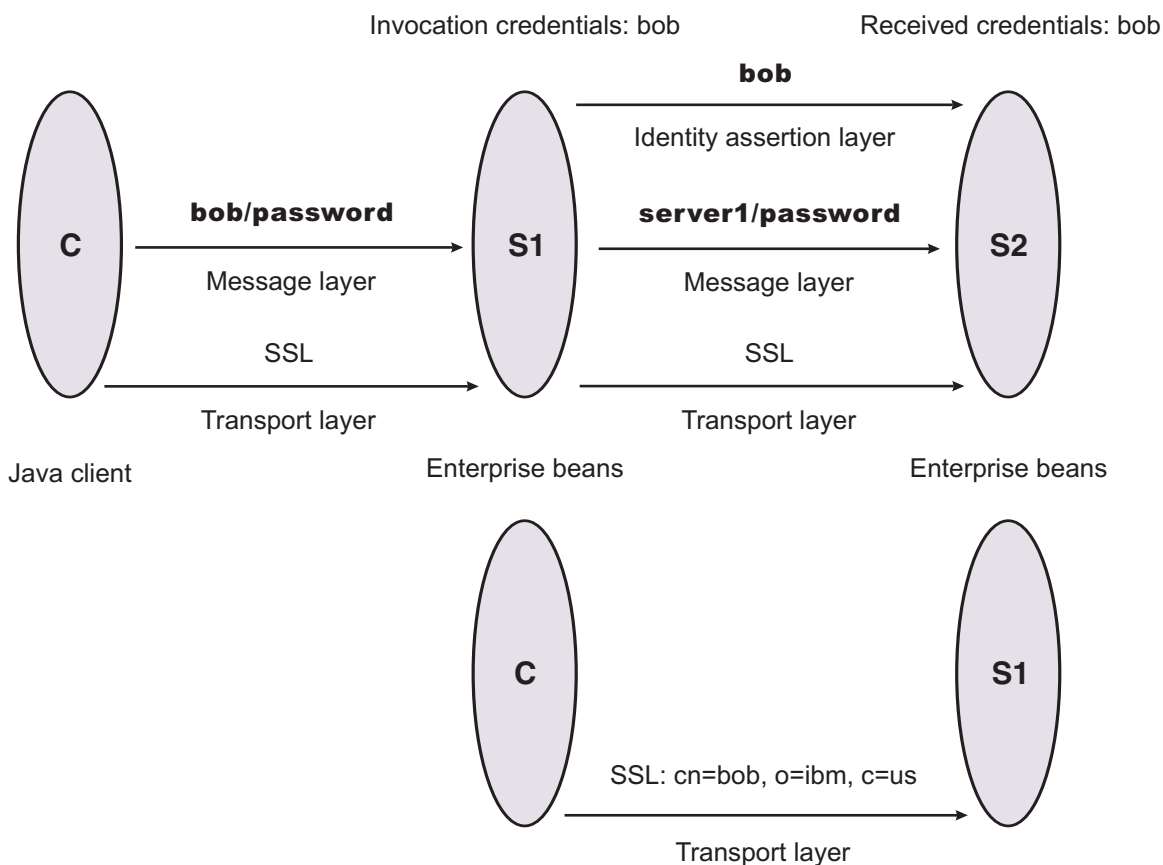 Invocation credentials: bob
Received credentials: bob
bob
Identity assertion layer
bob/password
server1/password
C
S1
S2
Message layer
Message layer
SSL
SSL
Transport layer
Transport layer
Java client
Enterprise beans
Enterprise beans
C
S1
SSL: cn=bob, o=ibm, c=us
Transport layer